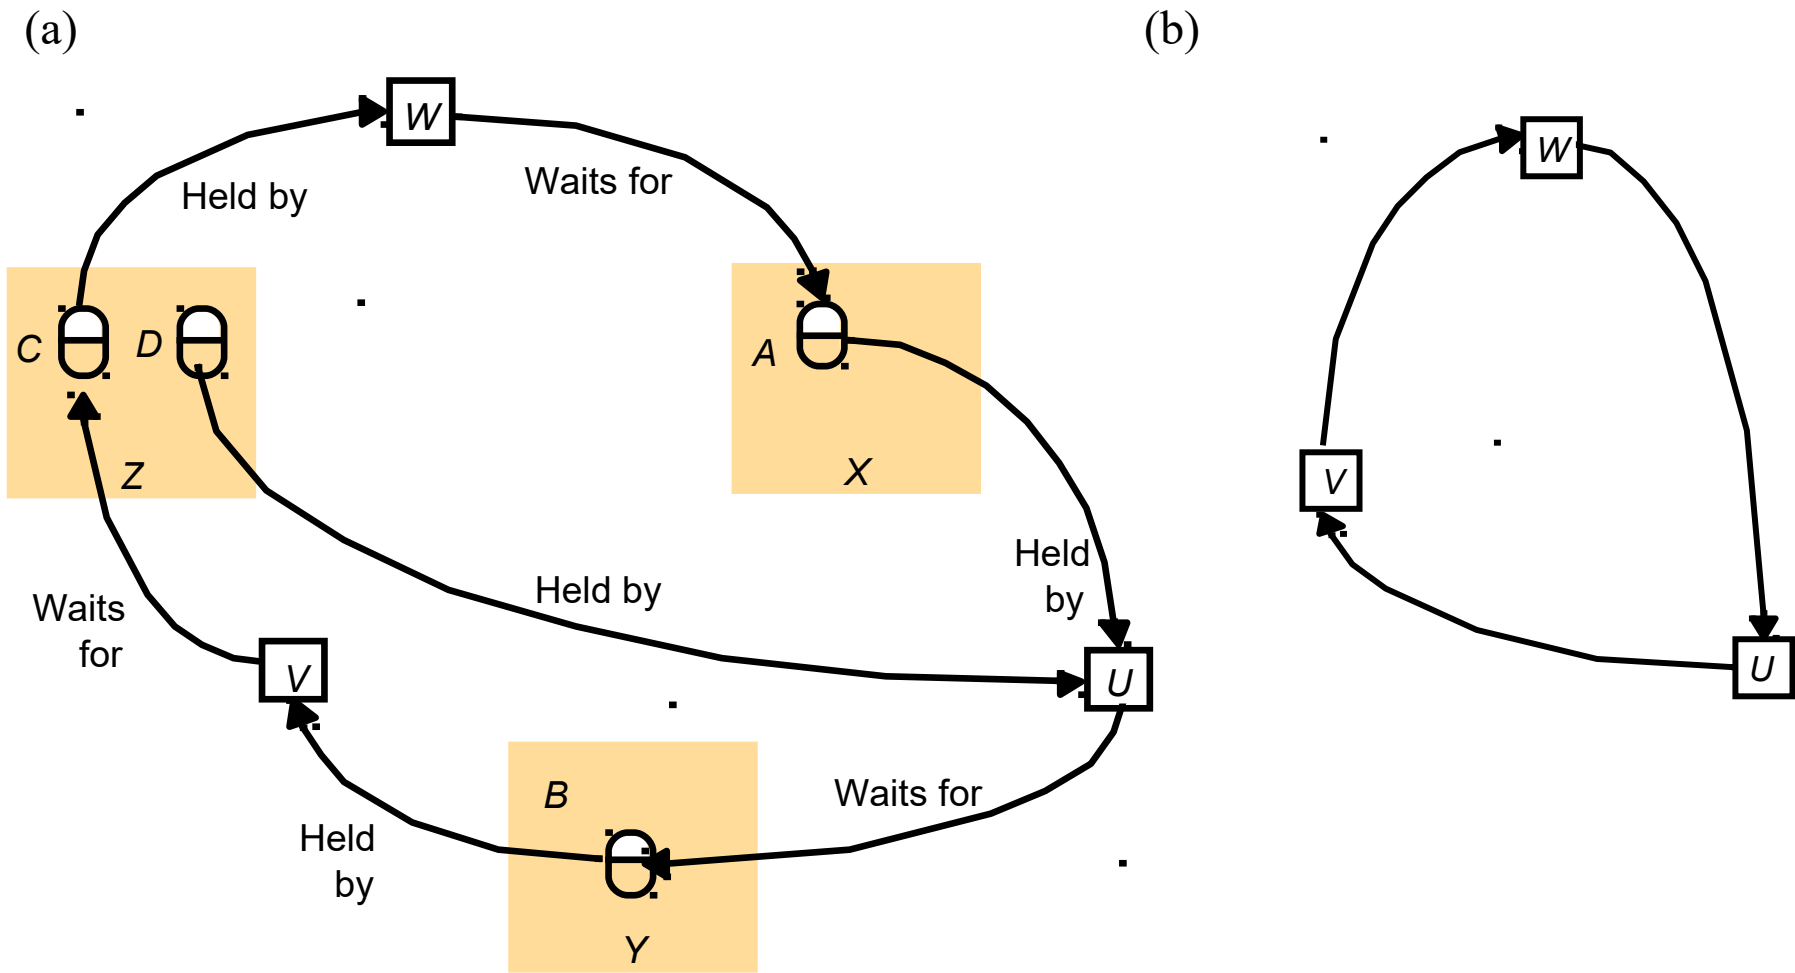 (a)
(b)
W
W
Held by
Waits for
C
D
A
Z
X
V
Held
by
Held by
Waits
for
V
U
U
B
Waits for
Held
by
Y